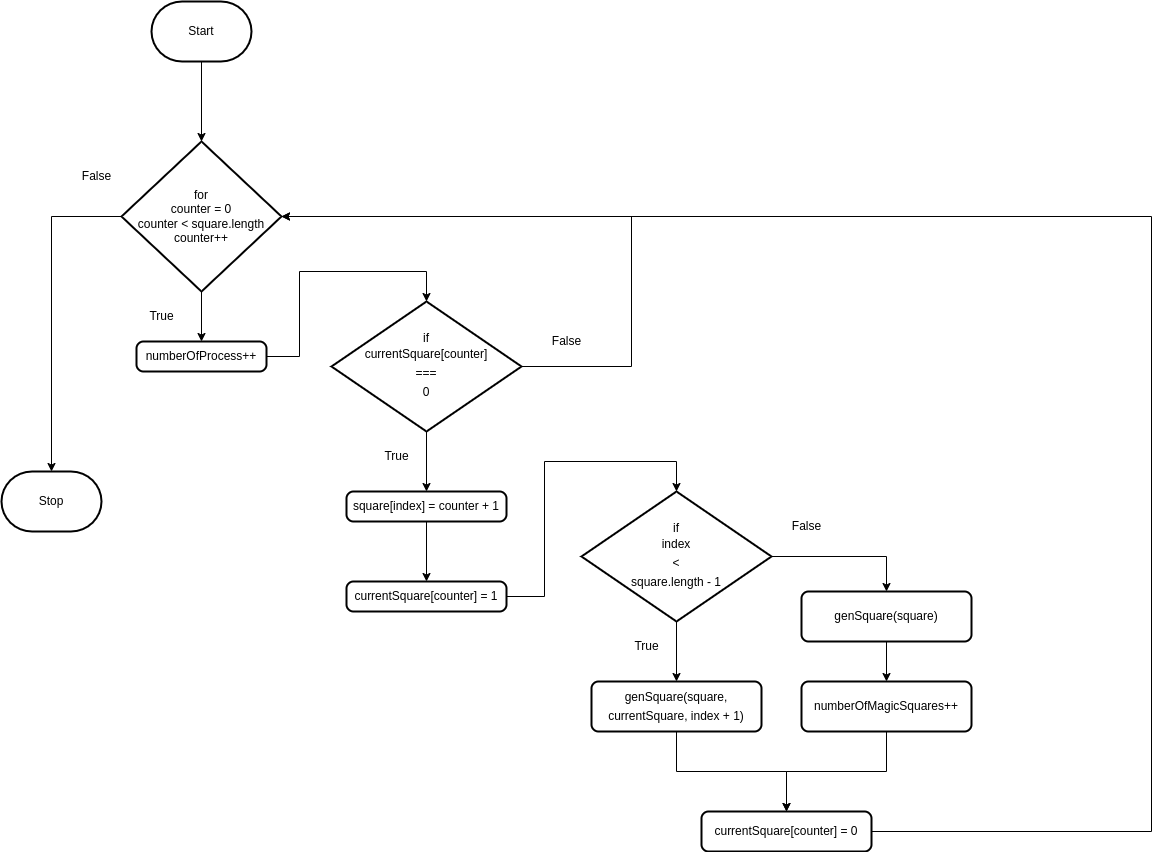 Start
False
for
counter = 0
counter < square.length
counter++
True
numberOfProcess++
if
currentSquare[counter]
===
0
False
True
Stop
square[index] = counter + 1
currentSquare[counter] = 1
if
index
<
square.length - 1
False
True
genSquare(square)
genSquare(square,
currentSquare, index + 1)
numberOfMagicSquares++
currentSquare[counter] = 0